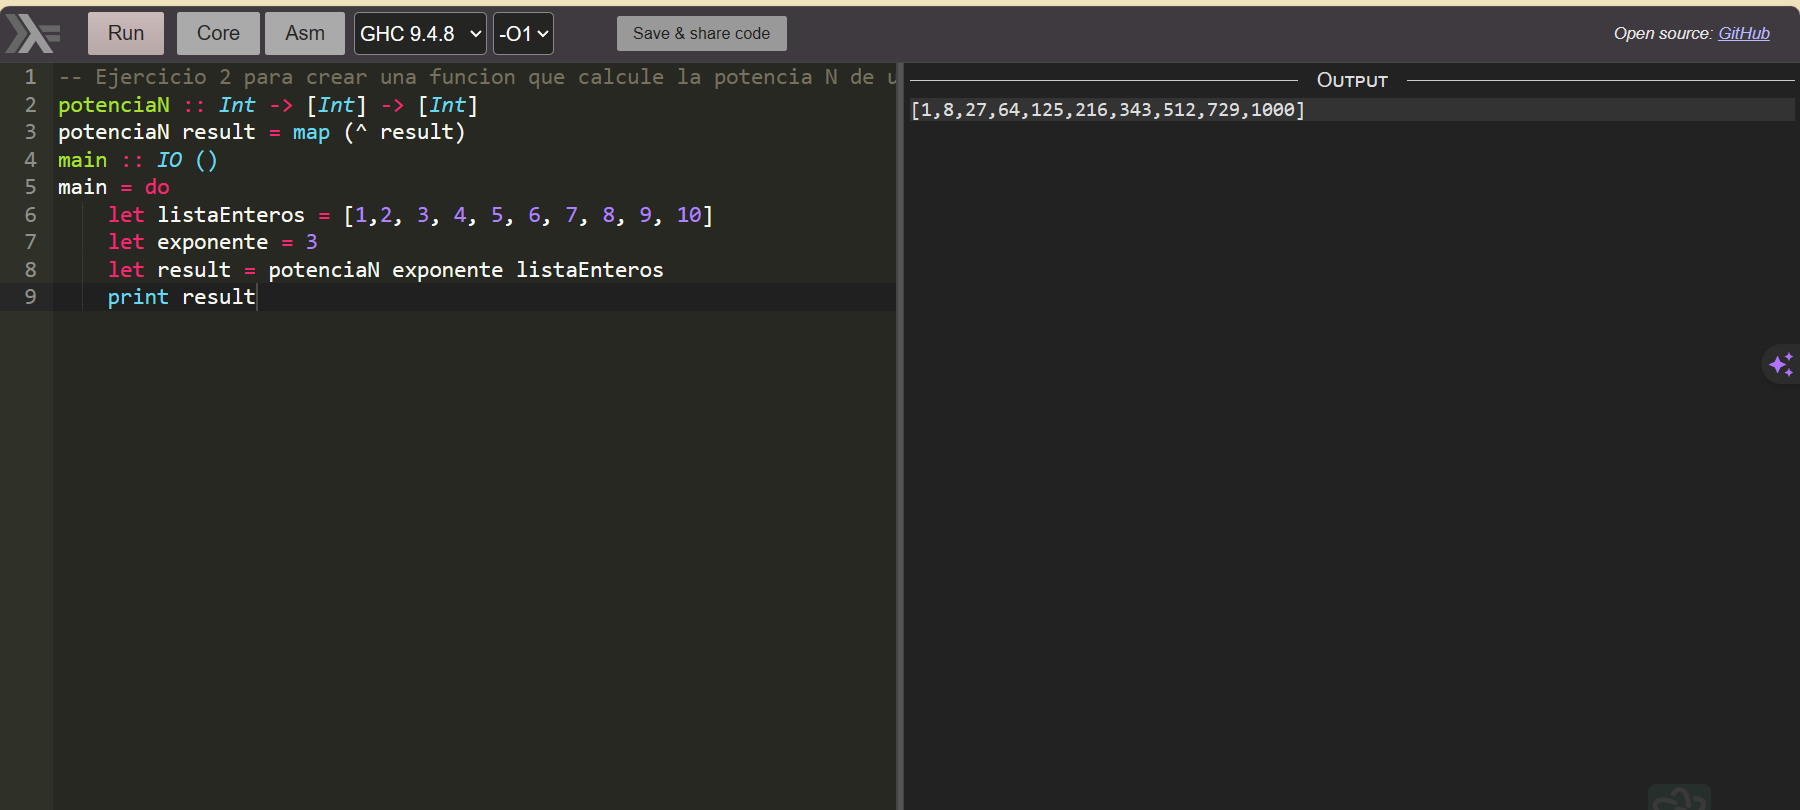 Run Core Asm GHC 9.4.8 -O1 Save & share code Open source: GitHub
1 -- Ejercicio 2 para crear una funcion que calcule la potencia N de
2 potenciaN :: Int -> [Int] -> [Int]
3 potenciaN result = map (^ result)
4 main :: IO ()
5 main = do
6 let listaEnteros = [1,2, 3, 4, 5, 6, 7, 8, 9, 10]
7 let exponente = 3
8 let result = potenciaN exponente listaEnteros
9 print result
OUTPUT
[1,8,27,64,125,216,343,512,729,1000]